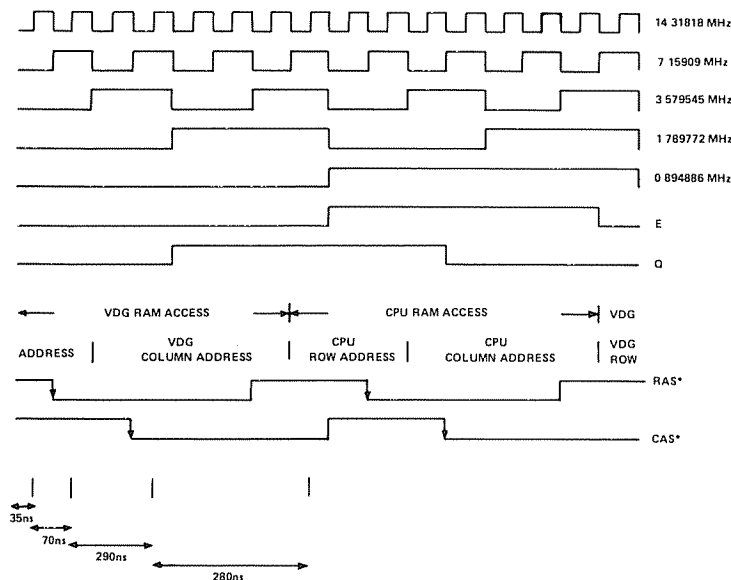 14 31818 MHz
7 15909 MHz
3 579545 MHz
1 789772 MHz
0 894886 MHz
E
Q
VDG RAM ACCESS CPU RAM ACCESS VDG
ADDRESS VDG COLUMN ADDRESS CPU ROW ADDRESS CPU COLUMN ADDRESS VDG ROW
RAS*
CAS*
35ns
70ns
290ns
280ns